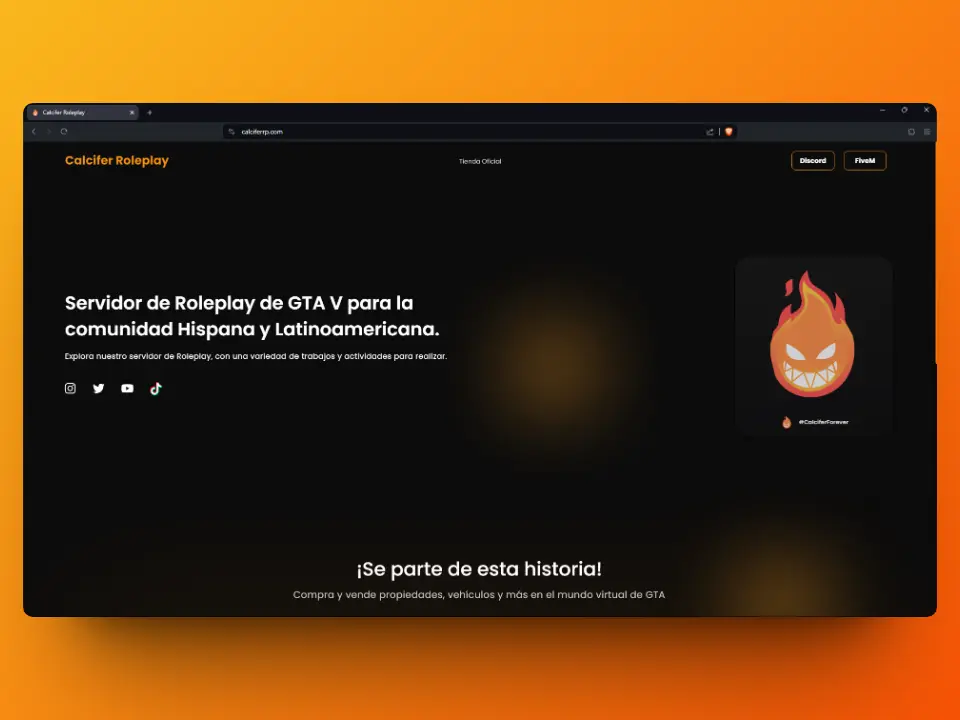 Calcifer Roleplay
calciferrp.com
Calcifer Roleplay
Tienda Oficial
Discord
FiveM
Servidor de Roleplay de GTA V para la
comunidad Hispana y Latinoamericana.
Explora nuestro servidor de Roleplay, con una variedad de trabajos y actividades para realizar.
#CalciferForever
¡Se parte de esta historia!
Compra y vende propiedades, vehiculos y más en el mundo virtual de GTA